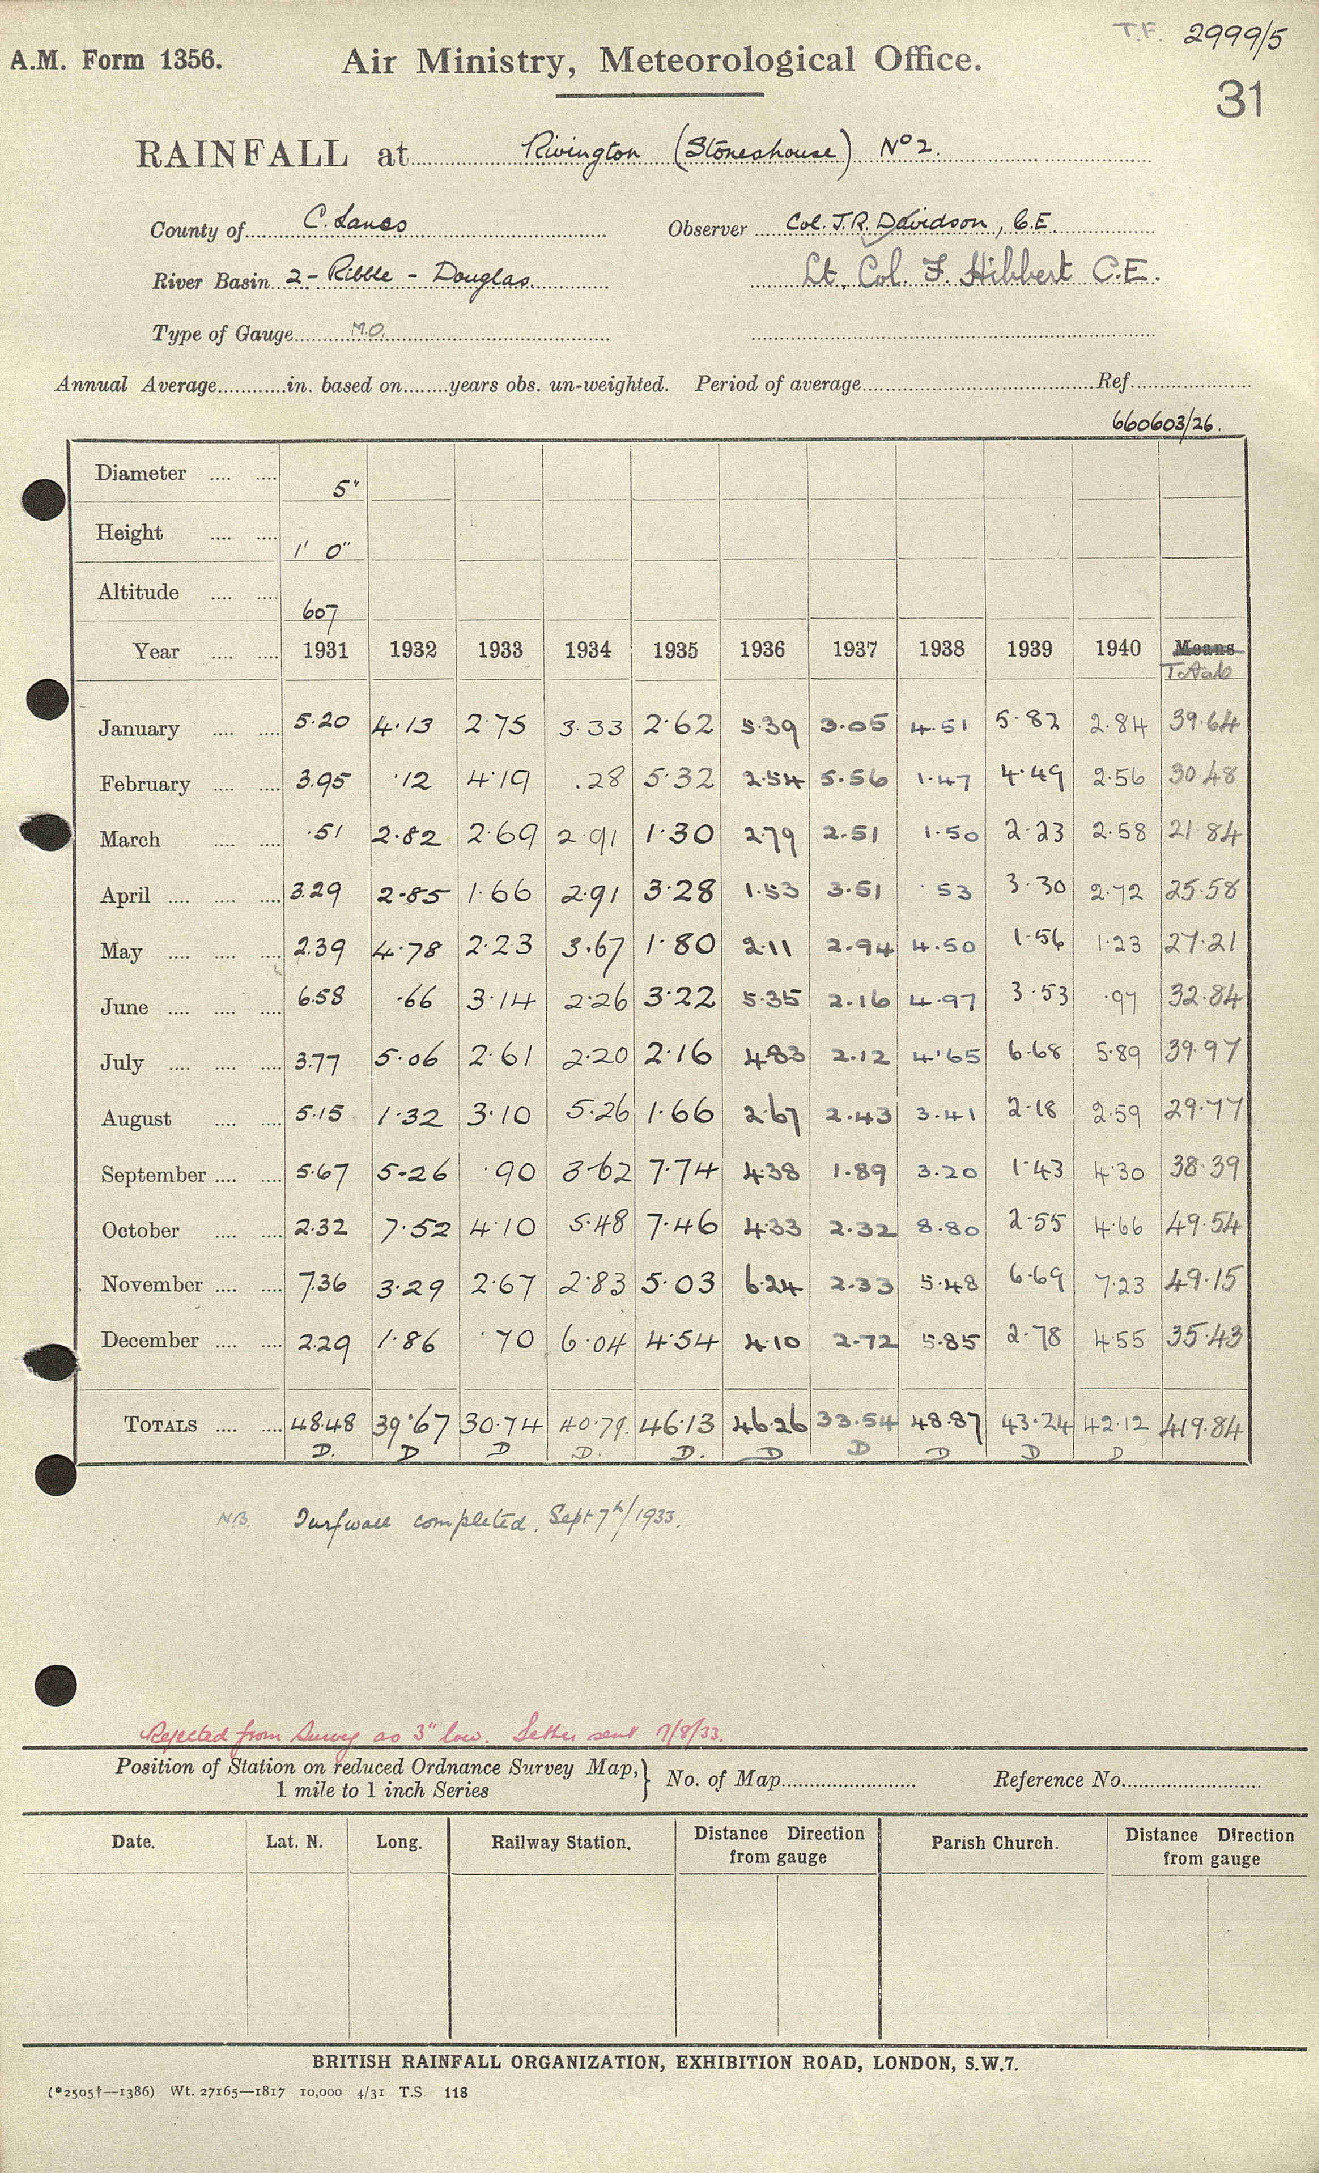 T.F. 2999/5
A.M. Form 1356. Air Ministry, Meteorological Office.
31
RAINFALL at Rivington (Stoneshouse) No 2.
County of C. Lancs Observer Col. J.R. Davidson, C.E.
River Basin 2 - Ribble - Douglas Lt. Col. F. Hibbert C.E.
Type of Gauge M.O.
Annual Average in. based on years obs. un-weighted. Period of average Ref
660603/26.
Diameter 5"
Height 1' 0"
Altitude 607
Year 1931 1932 1933 1934 1935 1936 1937 1938 1939 1940 Means
Totals
January 5.20 4.13 2.75 3.33 2.62 5.39 3.05 4.51 5.82 2.84 39.64
February 3.95 .12 4.19 .28 5.32 2.54 5.56 1.47 4.49 2.56 30.48
March .51 2.82 2.69 2.91 1.30 2.79 2.51 1.50 2.23 2.58 21.84
April 3.29 2.85 1.66 2.91 3.28 1.53 3.51 .53 3.30 2.72 25.58
May 2.39 4.78 2.23 3.67 1.80 2.11 2.94 4.50 1.56 1.23 27.21
June 6.58 .66 3.14 2.26 3.22 5.35 2.16 4.97 3.53 .97 32.84
July 3.77 5.06 2.61 2.20 2.16 4.83 2.12 4.65 6.68 5.89 39.97
August 5.15 1.32 3.10 5.26 1.66 2.67 2.43 3.41 2.18 2.59 29.77
September 5.67 5.26 .90 3.62 7.74 4.38 1.89 3.20 1.43 4.30 38.39
October 2.32 7.52 4.10 5.48 7.46 4.33 2.32 8.80 2.55 4.66 49.54
November 7.36 3.29 2.67 2.83 5.03 6.24 2.33 5.48 6.69 7.23 49.15
December 2.29 1.86 .70 6.04 4.54 4.10 2.72 5.85 2.78 4.55 35.43
TOTALS 48.48 39.67 30.74 40.79 46.13 46.26 33.54 48.87 43.24 42.12 419.84
D. D D D. D. D D D D D
N.B. Turfwall completed. Sept 7th/1933.
Rejected from Survey as 3" low. Letter sent 7/8/33.
Position of Station on reduced Ordnance Survey Map, } No. of Map Reference No.
1 mile to 1 inch Series
Date. Lat. N. Long. Railway Station. Distance Direction Parish Church. Distance Direction
from gauge from gauge
BRITISH RAINFALL ORGANIZATION, EXHIBITION ROAD, LONDON, S.W.7.
(*2505†—1386) Wt. 27165—1817 10,000 4/31 T.S. 118